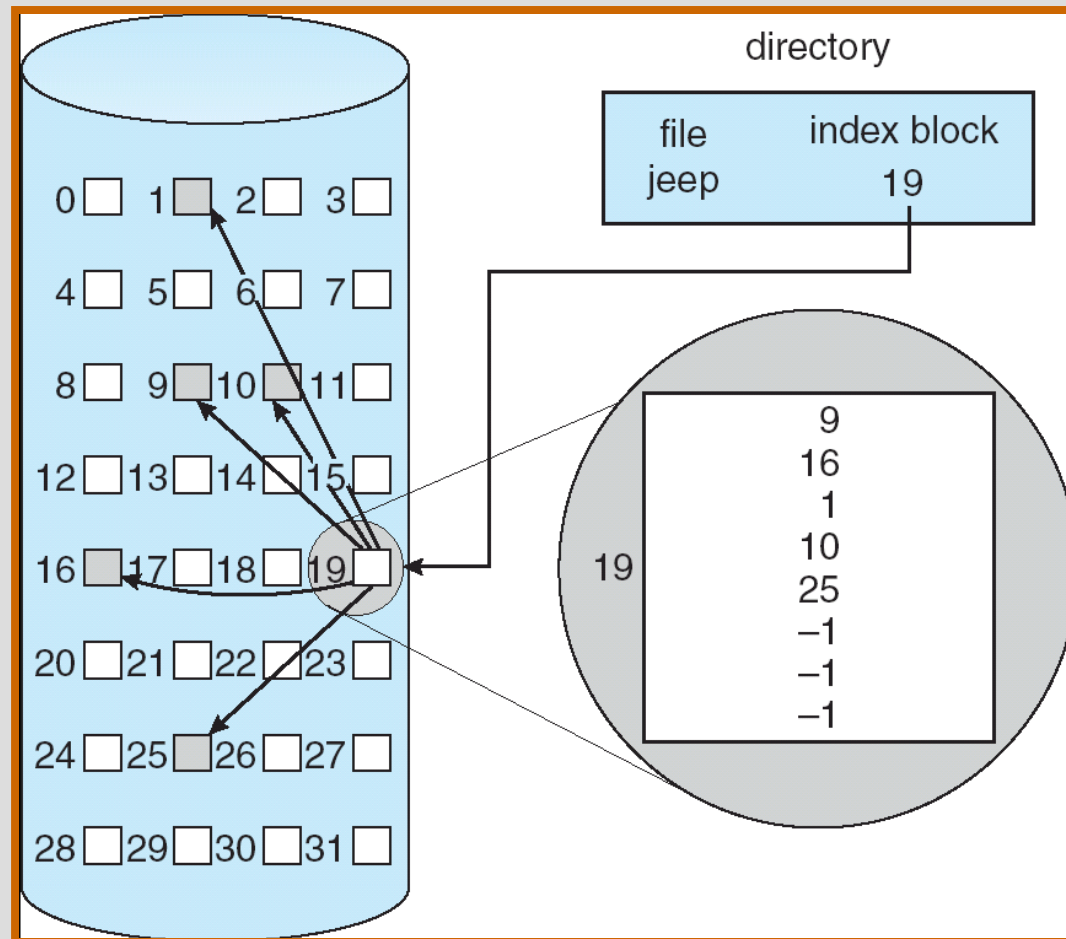 directory
file index block
jeep 19
0 1 2 3
4 5 6 7
8 9 10 11
12 13 14 15
16 17 18 19
20 21 22 23
24 25 26 27
28 29 30 31
19
9
16
1
10
25
–1
–1
–1